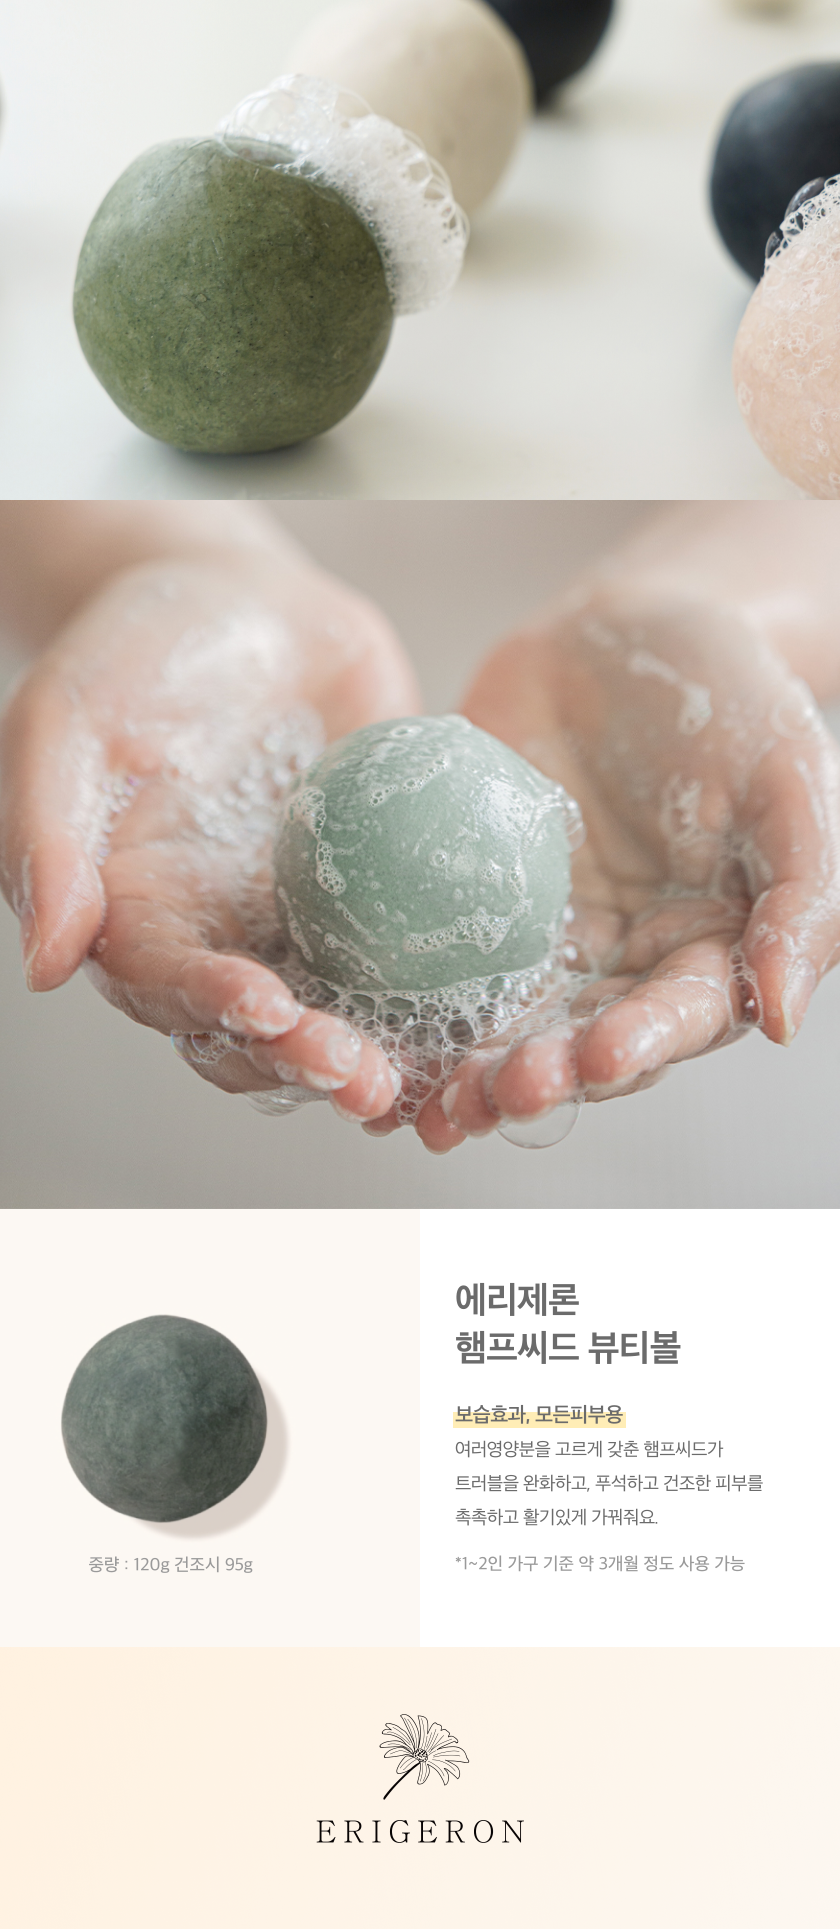 에리제론
햄프씨드 뷰티볼
보습효과, 모든피부용
여러영양분을 고르게 갖춘 햄프씨드가
트러블을 완화하고, 푸석하고 건조한 피부를
촉촉하고 활기있게 가꿔줘요.
*1~2인 가구 기준 약 3개월 정도 사용 가능
중량 : 120g 건조시 95g
ERIGERON